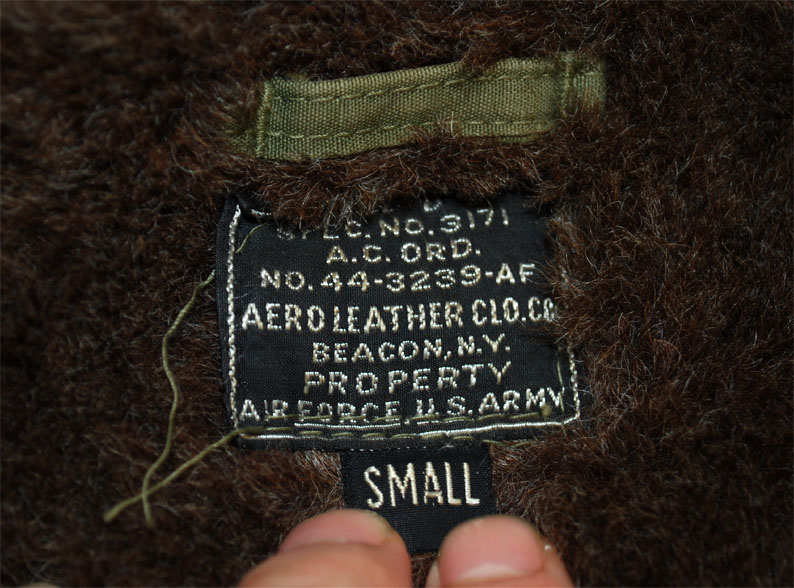 SPEC. NO. 3171
A.C. ORD.
NO. 44-3239-AF
AERO LEATHER CLO. CO
BEACON, N.Y.
PROPERTY
AIR FORCE, U.S. ARMY
SMALL